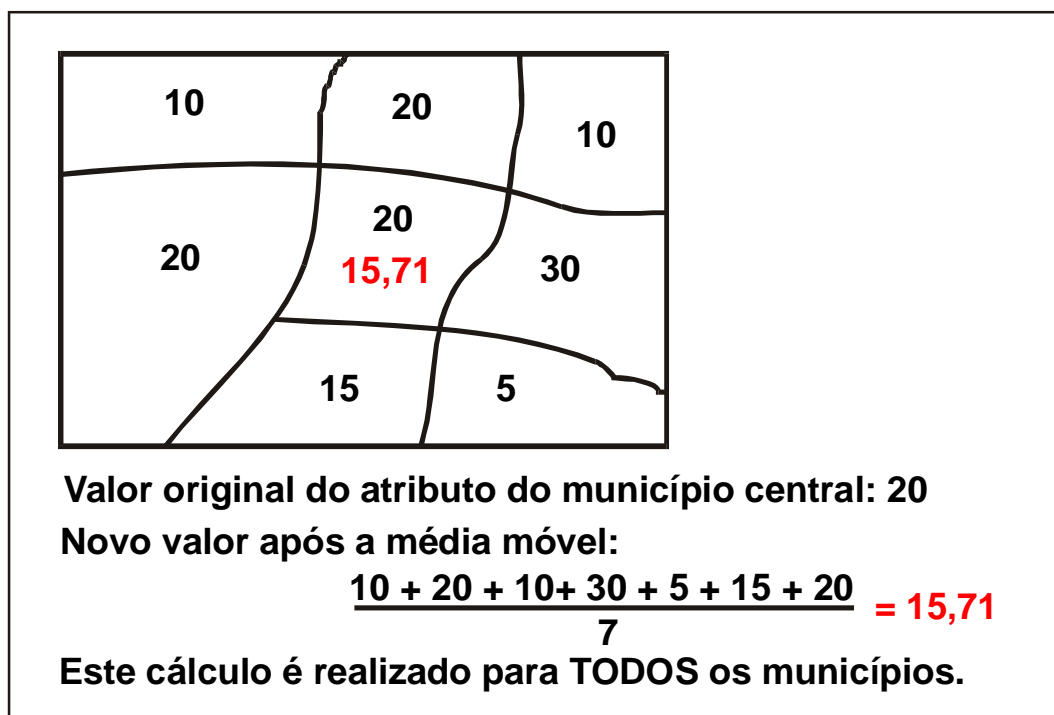 10
20
10
20
20
15,71
30
15
5
Valor original do atributo do município central: 20
Novo valor após a média móvel:
10 + 20 + 10+ 30 + 5 + 15 + 20
= 15,71
7
Este cálculo é realizado para TODOS os municípios.